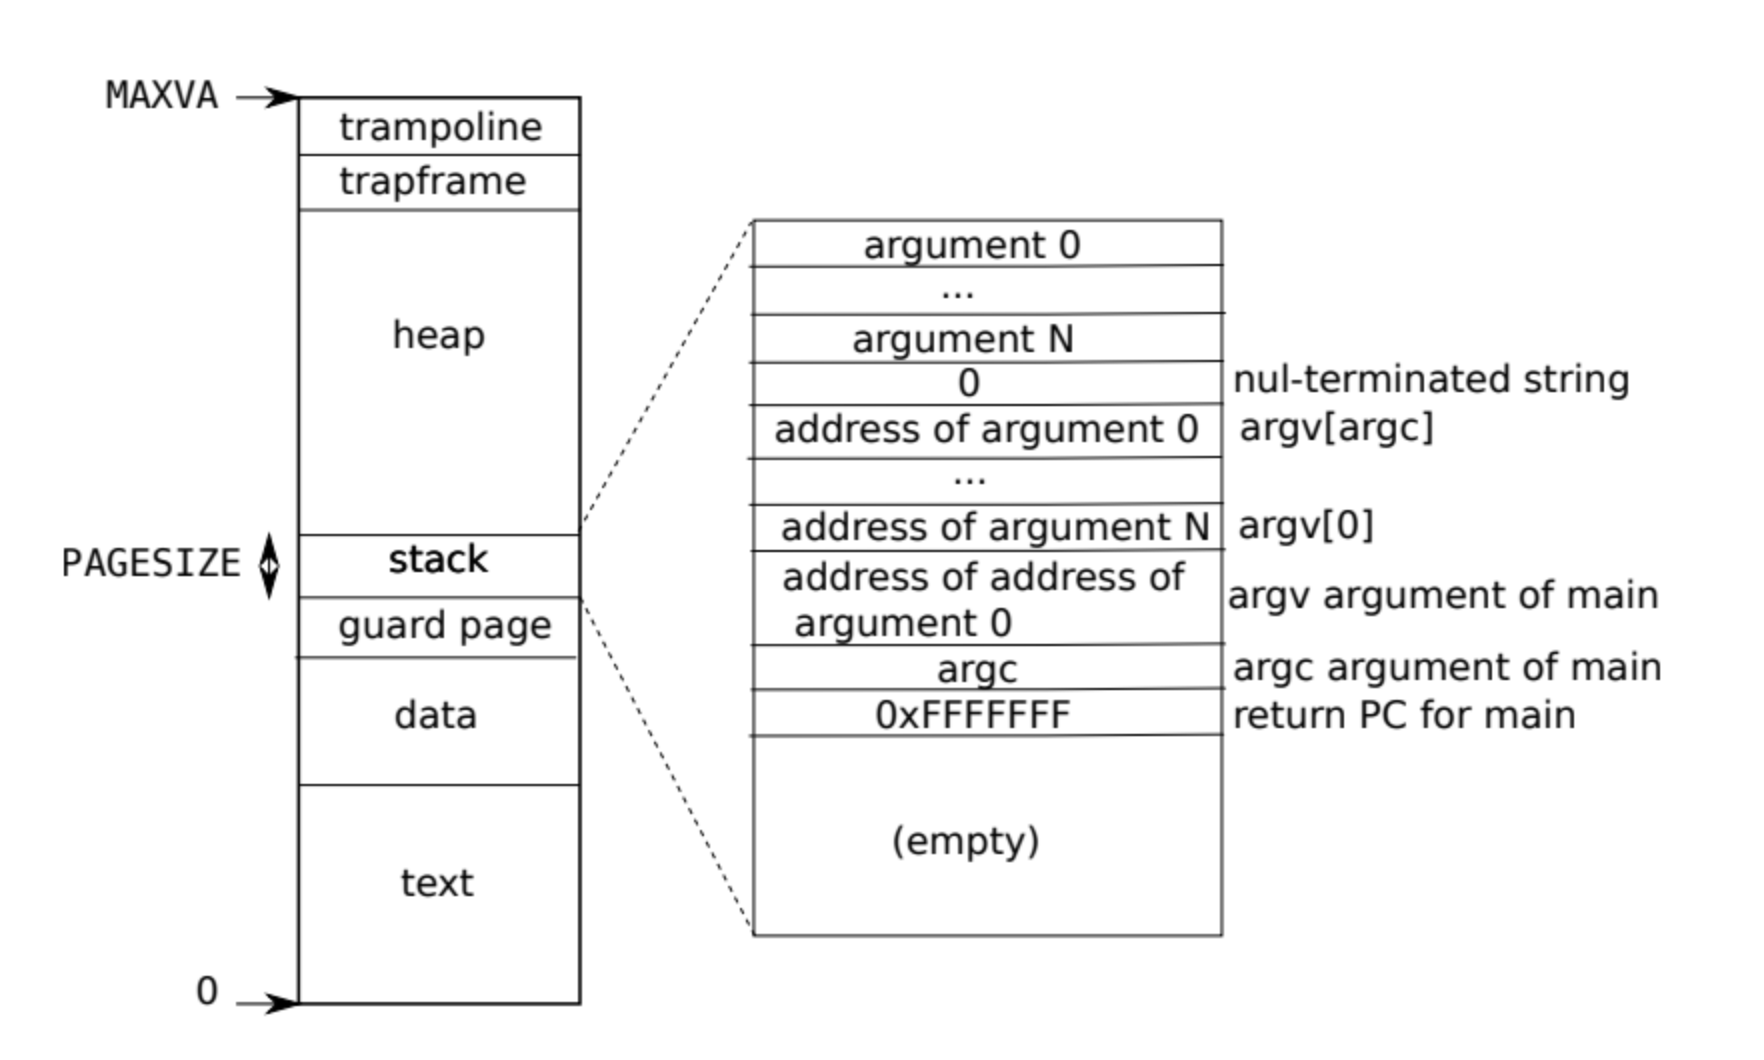 MAXVA
trampoline
trapframe
heap
PAGESIZE
stack
guard page
data
text
0
argument 0
...
argument N
0
nul-terminated string
address of argument 0
argv[argc]
...
address of argument N
argv[0]
address of address of
argument 0
argv argument of main
argc
argc argument of main
0xFFFFFFF
return PC for main
(empty)